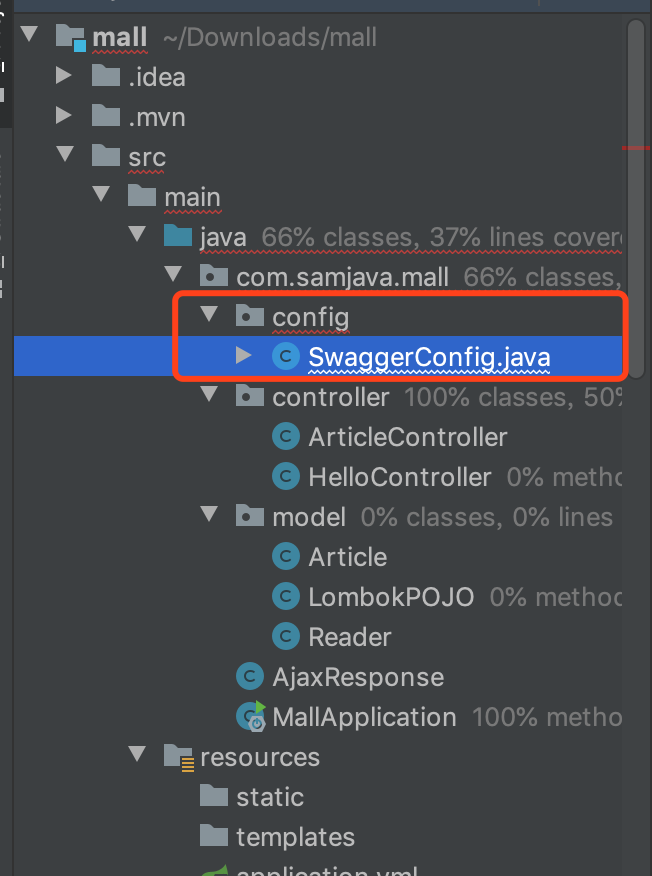 mall ~/Downloads/mall
.idea
.mvn
src
main
java 66% classes, 37% lines covere
com.samjava.mall 66% classes,
config
SwaggerConfig.java
controller 100% classes, 50%
ArticleController
HelloController 0% metho
model 0% classes, 0% lines
Article
LombokPOJO 0% method
Reader
AjaxResponse
MallApplication 100% metho
resources
static
templates
application.yml